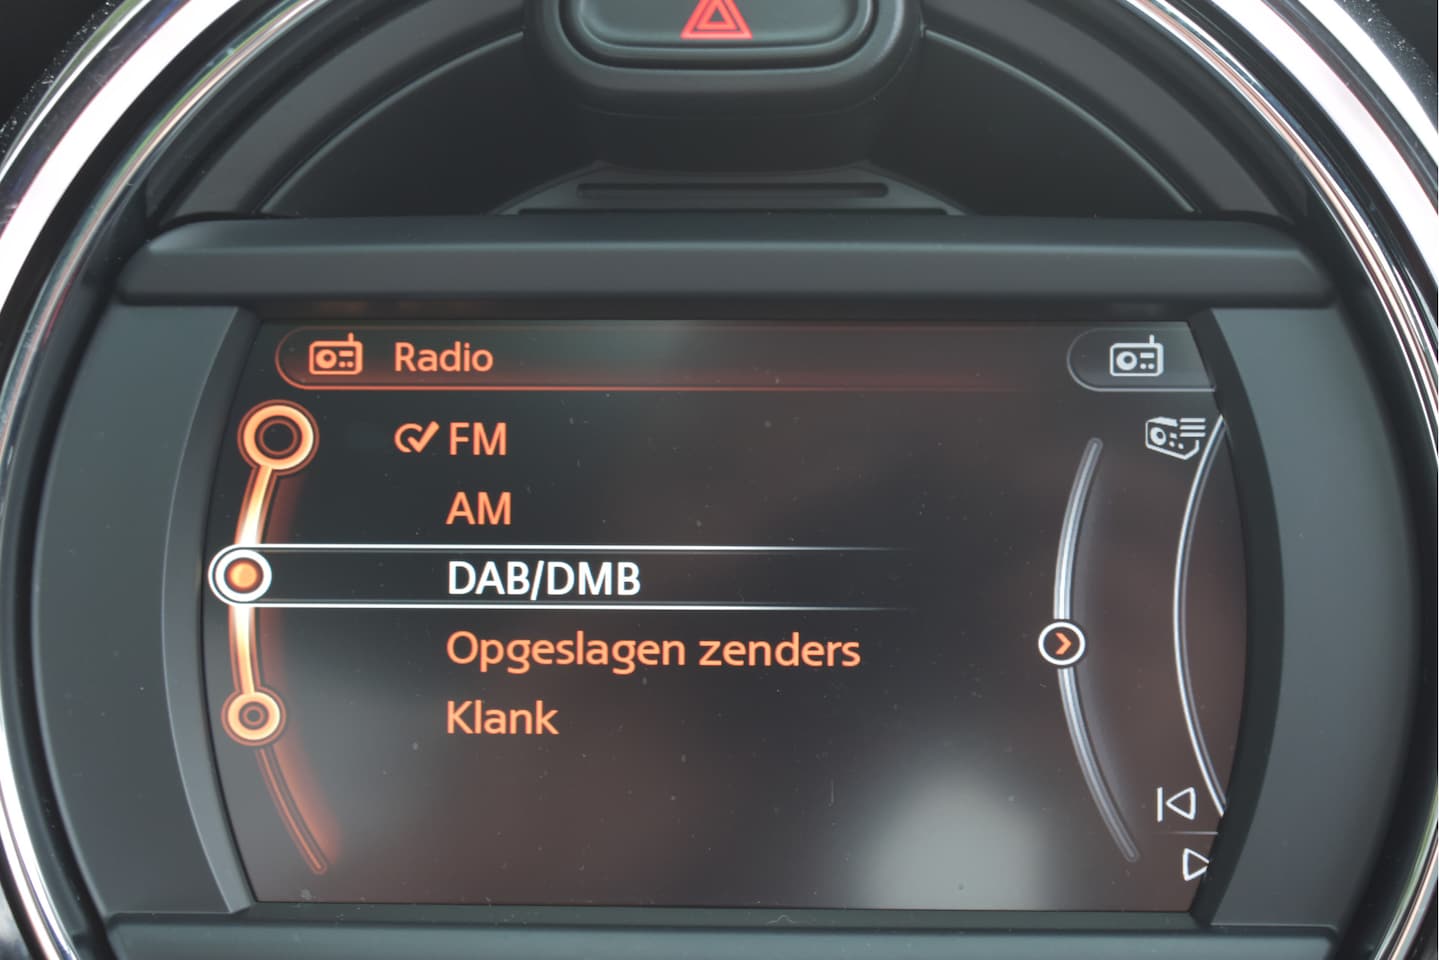 Radio
FM
AM
DAB/DMB
Opgeslagen zenders
Klank